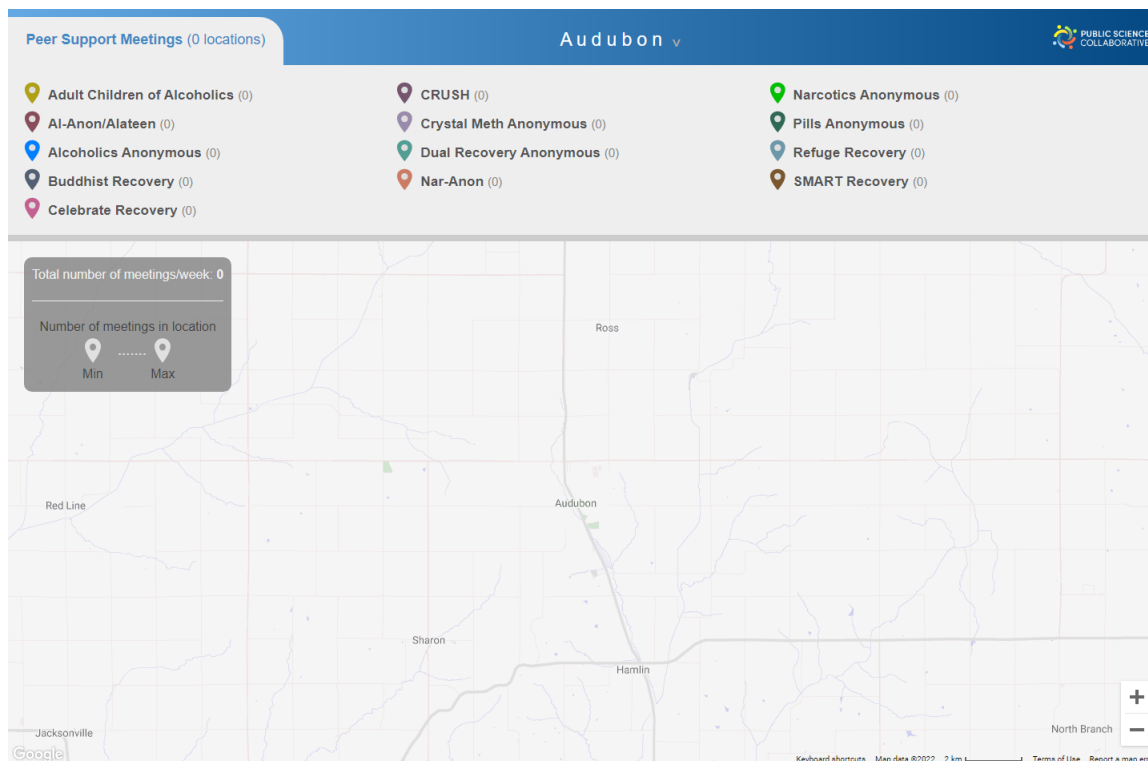 Peer Support Meetings (0 locations)
Audubon v
PUBLIC SCIENCE
COLLABORATIVE
Adult Children of Alcoholics (0)
Al-Anon/Alateen (0)
Alcoholics Anonymous (0)
Buddhist Recovery (0)
Celebrate Recovery (0)
CRUSH (0)
Crystal Meth Anonymous (0)
Dual Recovery Anonymous (0)
Nar-Anon (0)
Narcotics Anonymous (0)
Pills Anonymous (0)
Refuge Recovery (0)
SMART Recovery (0)
Total number of meetings/week: 0
Number of meetings in location
Min ....... Max
Ross
Red Line
Audubon
Sharon
Hamlin
Jacksonville
North Branch
+
−
Google
Keyboard shortcuts Map data ©2022 2 km Terms of Use Report a map er